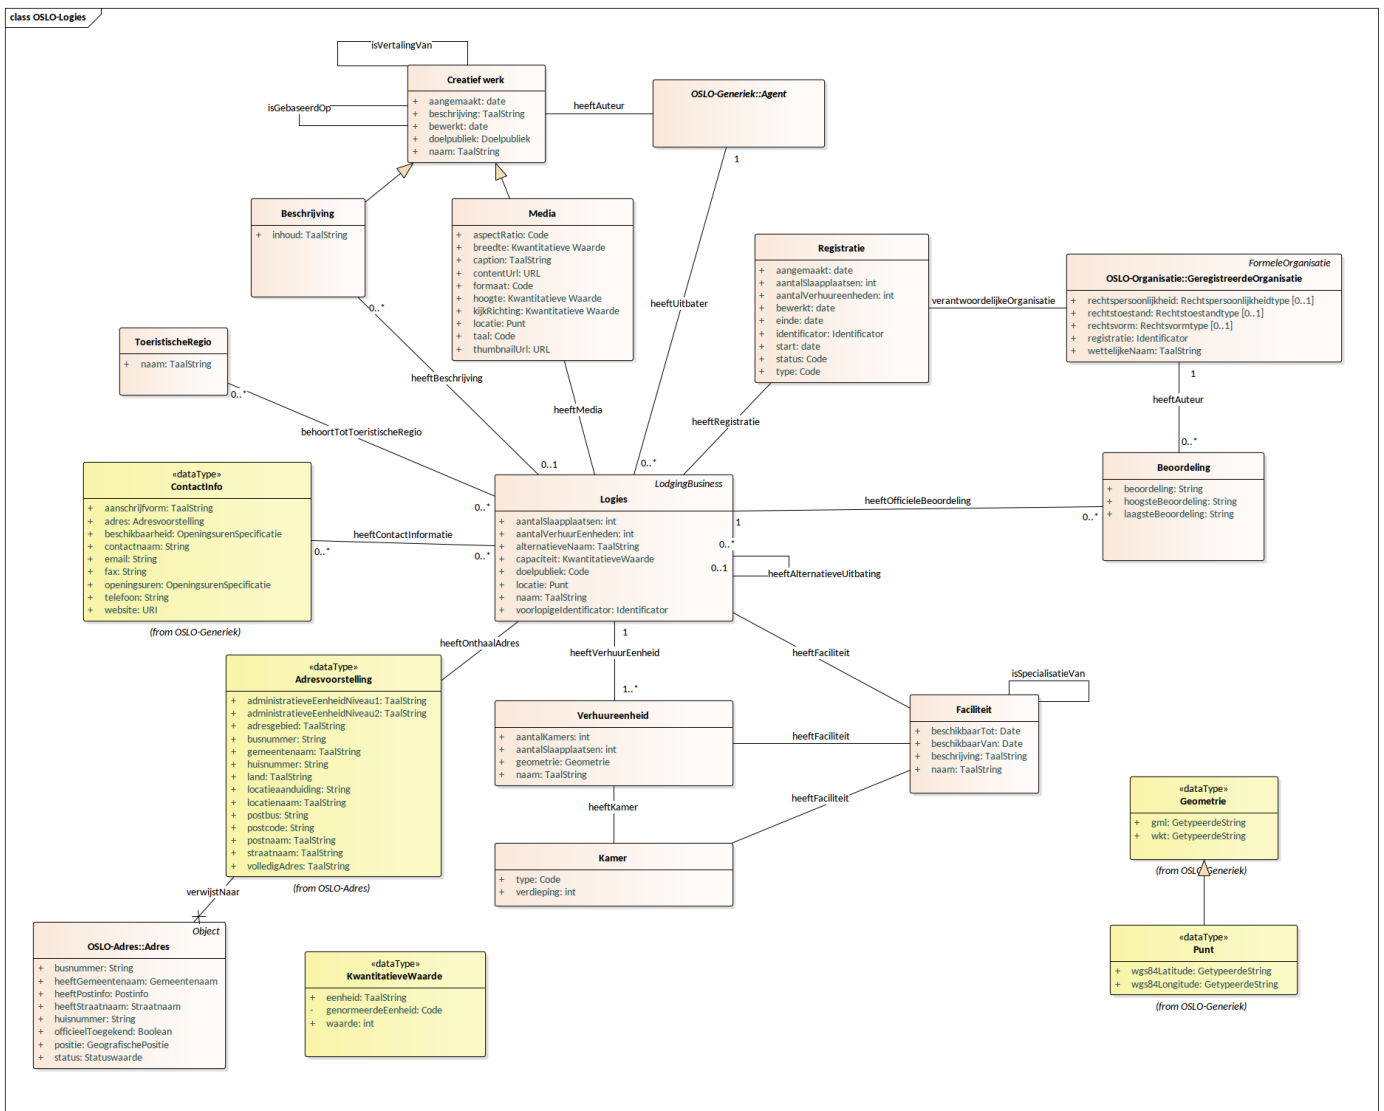 class OSLO-Logies
isVertalingVan
Creatief werk
+ aangemaakt: date
+ beschrijving: TaalString
+ bewerkt: date
+ doelpubliek: Doelpubliek
+ naam: TaalString
isGebaseerdOp
heeftAuteur
OSLO-Generiek::Agent
1
Beschrijving
+ inhoud: TaalString
0..*
Media
+ aspectRatio: Code
+ breedte: Kwantitatieve Waarde
+ caption: TaalString
+ contentUrl: URL
+ formaat: Code
+ hoogte: Kwantitatieve Waarde
+ kijkRichting: Kwantitatieve Waarde
+ locatie: Punt
+ taal: Code
+ thumbnailUrl: URL
heeftUitbater
Registratie
+ aangemaakt: date
+ aantalSlaapplaatsen: int
+ aantalVerhuureenheden: int
+ bewerkt: date
+ einde: date
+ identificator: Identificator
+ start: date
+ status: Code
+ type: Code
verantwoordelijkeOrganisatie
FormeleOrganisatie
OSLO-Organisatie::GeregistreerdeOrganisatie
+ rechtspersoonlijkheid: Rechtspersoonlijkheidtype [0..1]
+ rechtstoestand: Rechtstoestandtype [0..1]
+ rechtsvorm: Rechtsvormtype [0..1]
+ registratie: Identificator
+ wettelijkeNaam: TaalString
1
heeftAuteur
0..*
ToeristischeRegio
+ naam: TaalString
0..*
heeftBeschrijving
heeftMedia
heeftRegistratie
behoortTotToeristischeRegio
0..1
0..*
0..*
«dataType»
ContactInfo
+ aanschrijfvorm: TaalString
+ adres: Adresvoorstelling
+ beschikbaarheid: OpeningsurenSpecificatie
+ contactnaam: String
+ email: String
+ fax: String
+ openingsuren: OpeningsurenSpecificatie
+ telefoon: String
+ website: URI
(from OSLO-Generiek)
heeftContactInformatie
0..*
0..*
LodgingBusiness
Logies
+ aantalSlaapplaatsen: int
+ aantalVerhuurEenheden: int
+ alternatieveNaam: TaalString
+ capaciteit: KwantitatieveWaarde
+ doelpubliek: Code
+ locatie: Punt
+ naam: TaalString
+ voorlopigeIdentificator: Identificator
heeftOfficieleBeoordeling
1
0..*
0..*
0..1
heeftAlternatieveUitbating
Beoordeling
+ beoordeling: String
+ hoogsteBeoordeling: String
+ laagsteBeoordeling: String
heeftOnthaalAdres
1
heeftVerhuurEenheid
1..*
heeftFaciliteit
isSpecialisatieVan
«dataType»
Adresvoorstelling
+ administratieveEenheidNiveau1: TaalString
+ administratieveEenheidNiveau2: TaalString
+ adresgebied: TaalString
+ busnummer: String
+ gemeentenaam: TaalString
+ huisnummer: String
+ land: TaalString
+ locatieaanduiding: String
+ locatienaam: TaalString
+ postbus: String
+ postcode: String
+ postnaam: TaalString
+ straatnaam: TaalString
+ volledigAdres: TaalString
(from OSLO-Adres)
Verhuureenheid
+ aantalKamers: int
+ aantalSlaapplaatsen: int
+ geometrie: Geometrie
+ naam: TaalString
heeftFaciliteit
Faciliteit
+ beschikbaarTot: Date
+ beschikbaarVan: Date
+ beschrijving: TaalString
+ naam: TaalString
heeftKamer
heeftFaciliteit
Kamer
+ type: Code
+ verdieping: int
«dataType»
Geometrie
+ gml: GetypeerdeString
+ wkt: GetypeerdeString
(from OSLO-Generiek)
verwijstNaar
Object
OSLO-Adres::Adres
+ busnummer: String
+ heeftGemeentenaam: Gemeentenaam
+ heeftPostinfo: Postinfo
+ heeftStraatnaam: Straatnaam
+ huisnummer: String
+ officieelToegekend: Boolean
+ positie: GeografischePositie
+ status: Statuswaarde
«dataType»
KwantitatieveWaarde
+ eenheid: TaalString
- genormeerdeEenheid: Code
+ waarde: int
«dataType»
Punt
+ wgs84Latitude: GetypeerdeString
+ wgs84Longitude: GetypeerdeString
(from OSLO-Generiek)